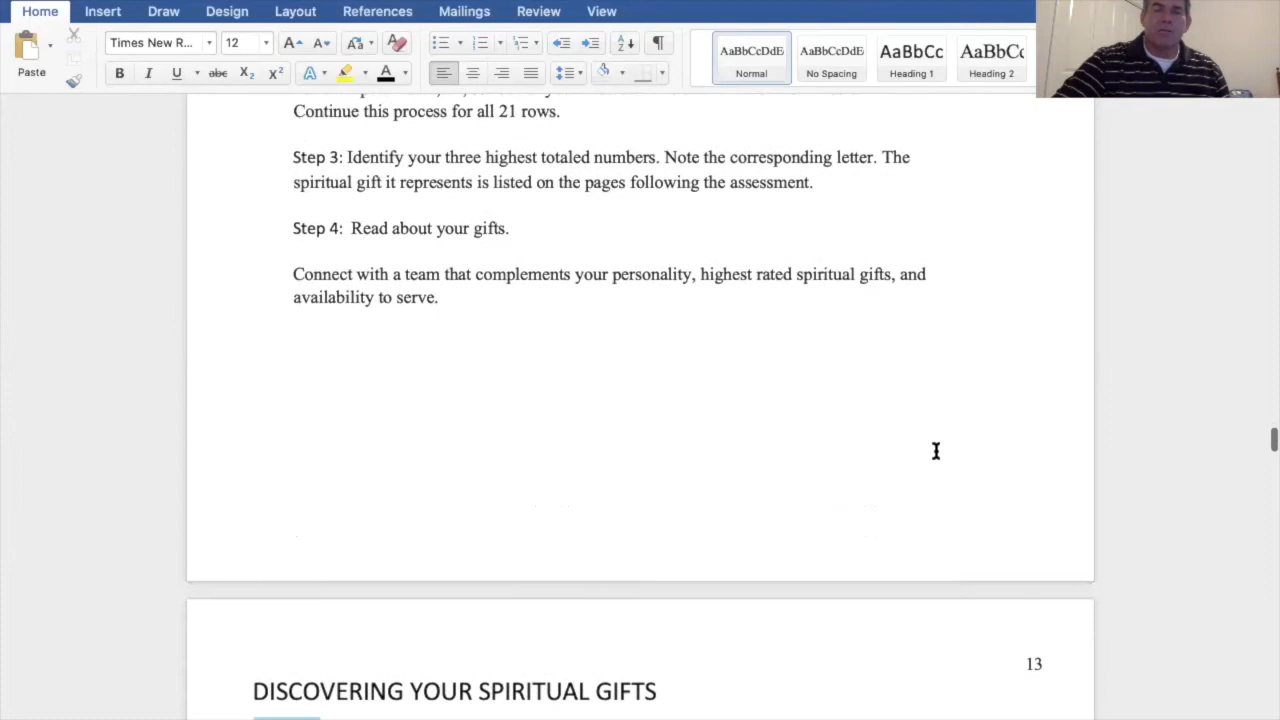 Home Insert Draw Design Layout References Mailings Review View
Times New R... 12
Paste
Normal No Spacing Heading 1 Heading 2
AaBbCcDdE AaBbCcDdE AaBbCc AaBbC
Continue this process for all 21 rows.
Step 3: Identify your three highest totaled numbers. Note the corresponding letter. The
spiritual gift it represents is listed on the pages following the assessment.
Step 4: Read about your gifts.
Connect with a team that complements your personality, highest rated spiritual gifts, and
availability to serve.
13
DISCOVERING YOUR SPIRITUAL GIFTS